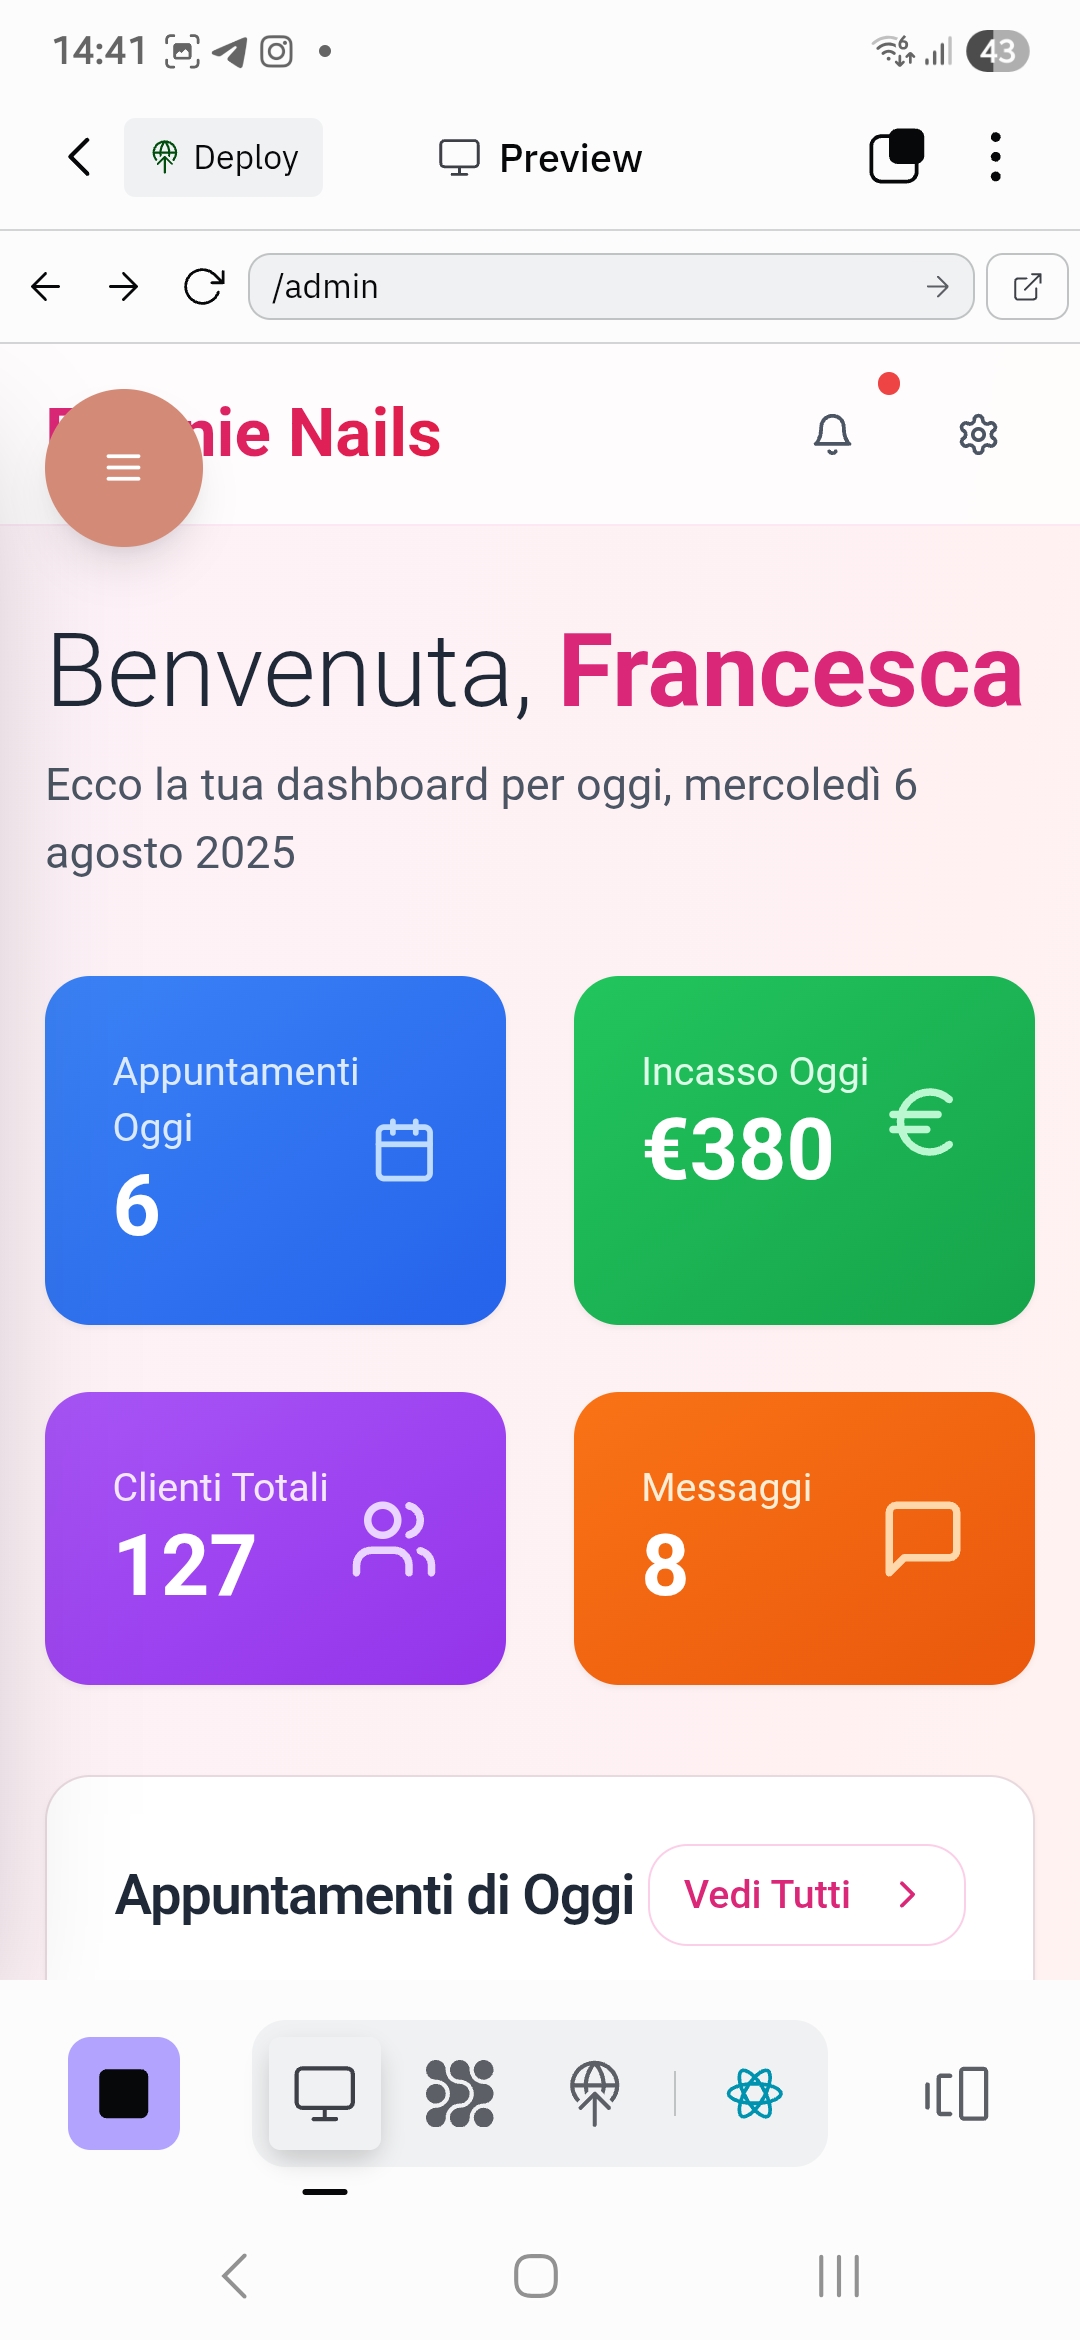 14:41
6
43
Deploy
Preview
/admin
nie Nails
Benvenuta, Francesca
Ecco la tua dashboard per oggi, mercoledì 6
agosto 2025
Appuntamenti
Oggi
6
Incasso Oggi
€380
Clienti Totali
127
Messaggi
8
Appuntamenti di Oggi
Vedi Tutti